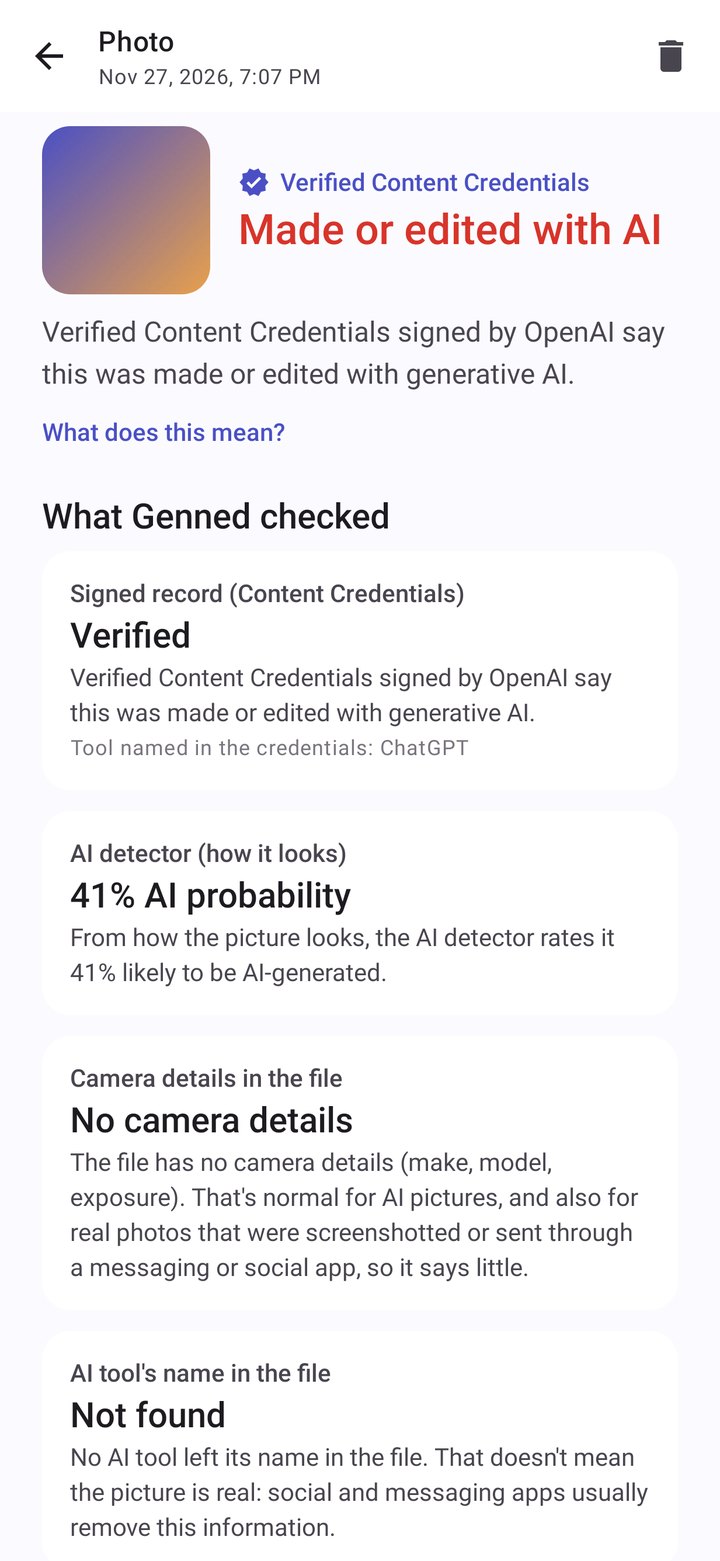 Photo
Nov 27, 2026, 7:07 PM
Verified Content Credentials
Made or edited with AI
Verified Content Credentials signed by OpenAI say
this was made or edited with generative AI.
What does this mean?
What Genned checked
Signed record (Content Credentials)
Verified
Verified Content Credentials signed by OpenAI say
this was made or edited with generative AI.
Tool named in the credentials: ChatGPT
AI detector (how it looks)
41% AI probability
From how the picture looks, the AI detector rates it
41% likely to be AI-generated.
Camera details in the file
No camera details
The file has no camera details (make, model,
exposure). That's normal for AI pictures, and also for
real photos that were screenshotted or sent through
a messaging or social app, so it says little.
AI tool's name in the file
Not found
No AI tool left its name in the file. That doesn't mean
the picture is real: social and messaging apps usually
remove this information.